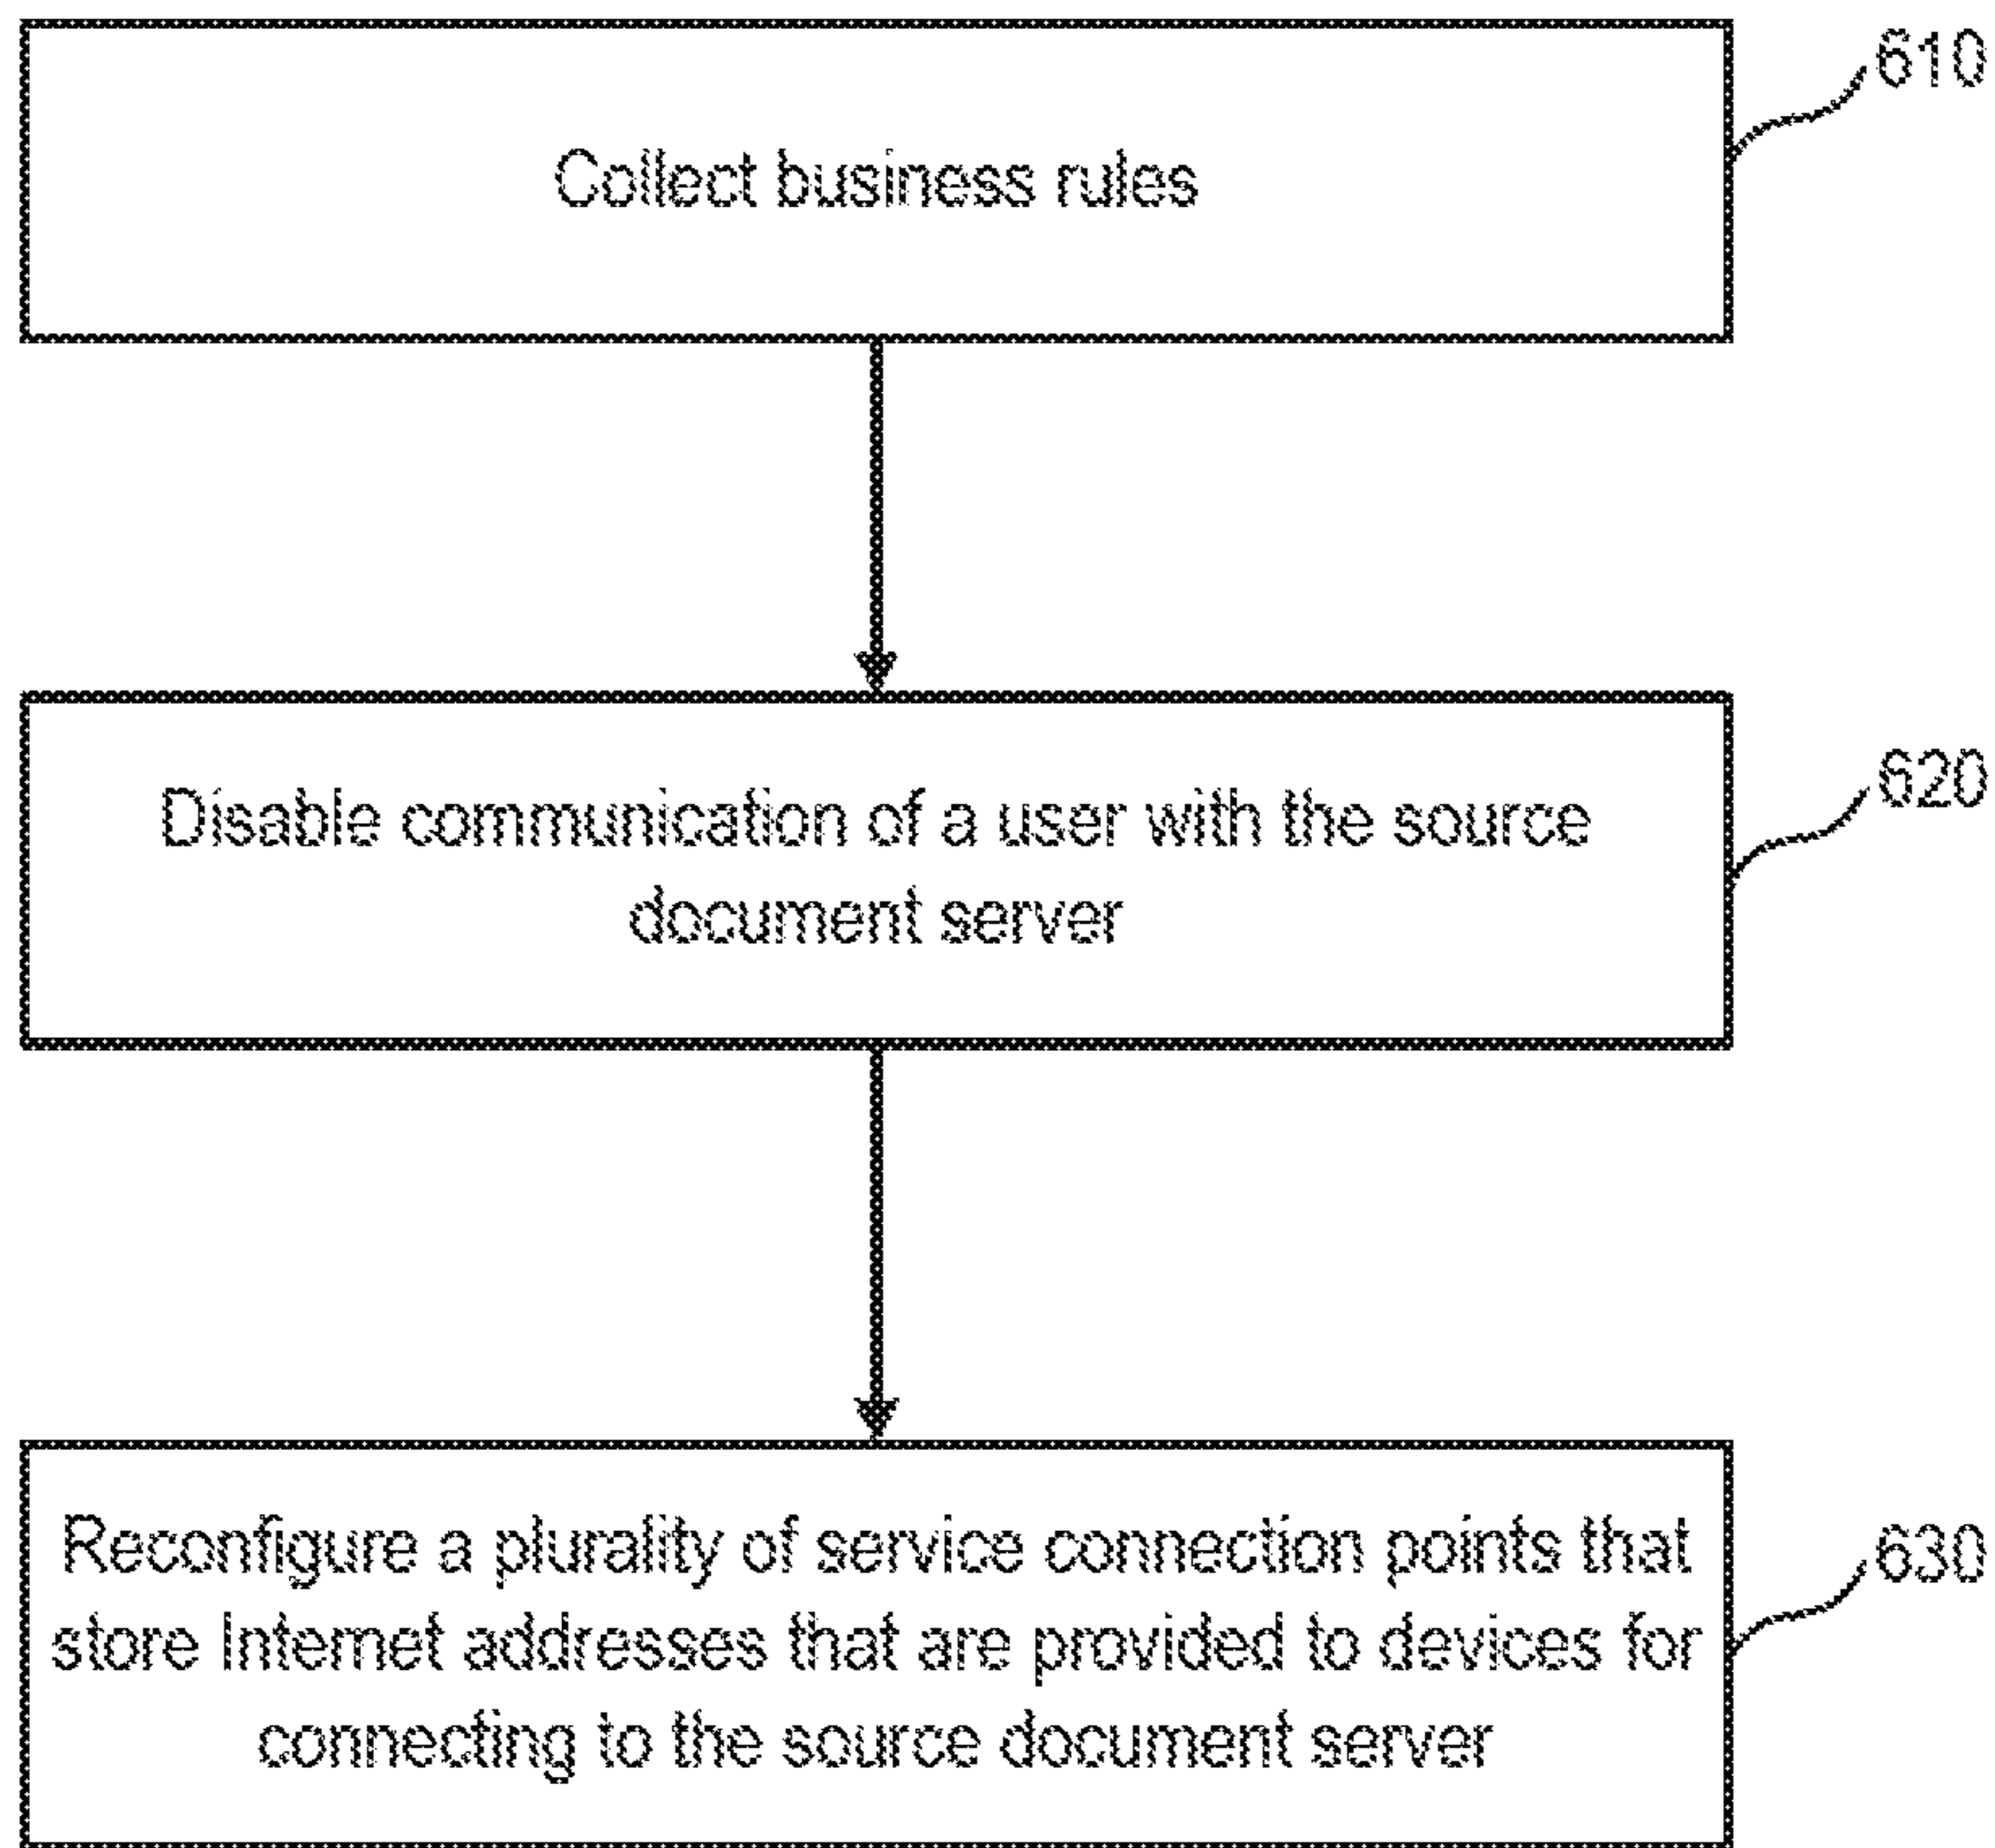 610
Collect business rules
620
Disable communication of a user with the source
document server
630
Reconfigure a plurality of service connection points that
store Internet addresses that are provided to devices for
connecting to the source document server